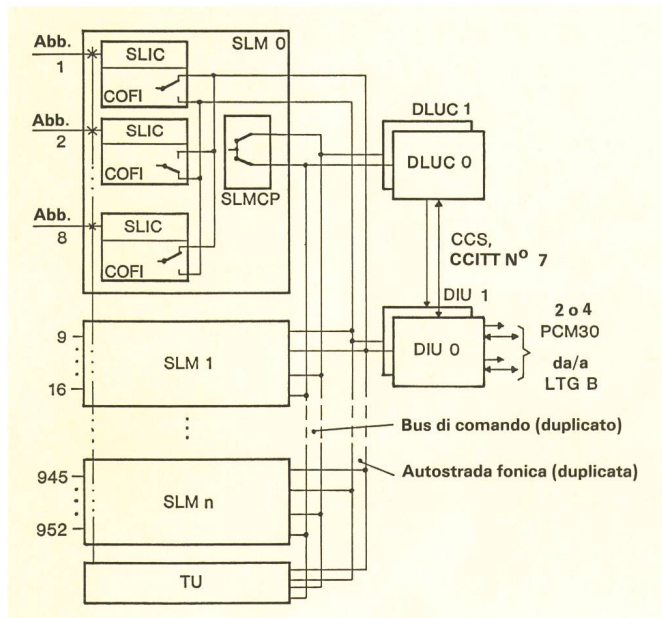 Abb.
1
SLIC
COFI
SLM 0
Abb.
2
SLIC
COFI
SLMCP
Abb.
8
SLIC
COFI
DLUC 1
DLUC 0
CCS,
CCITT Nº 7
DIU 1
DIU 0
2 o 4
PCM30
da/a
LTG B
9
16
SLM 1
Bus di comando (duplicato)
Autostrada fonica (duplicata)
945
952
SLM n
TU